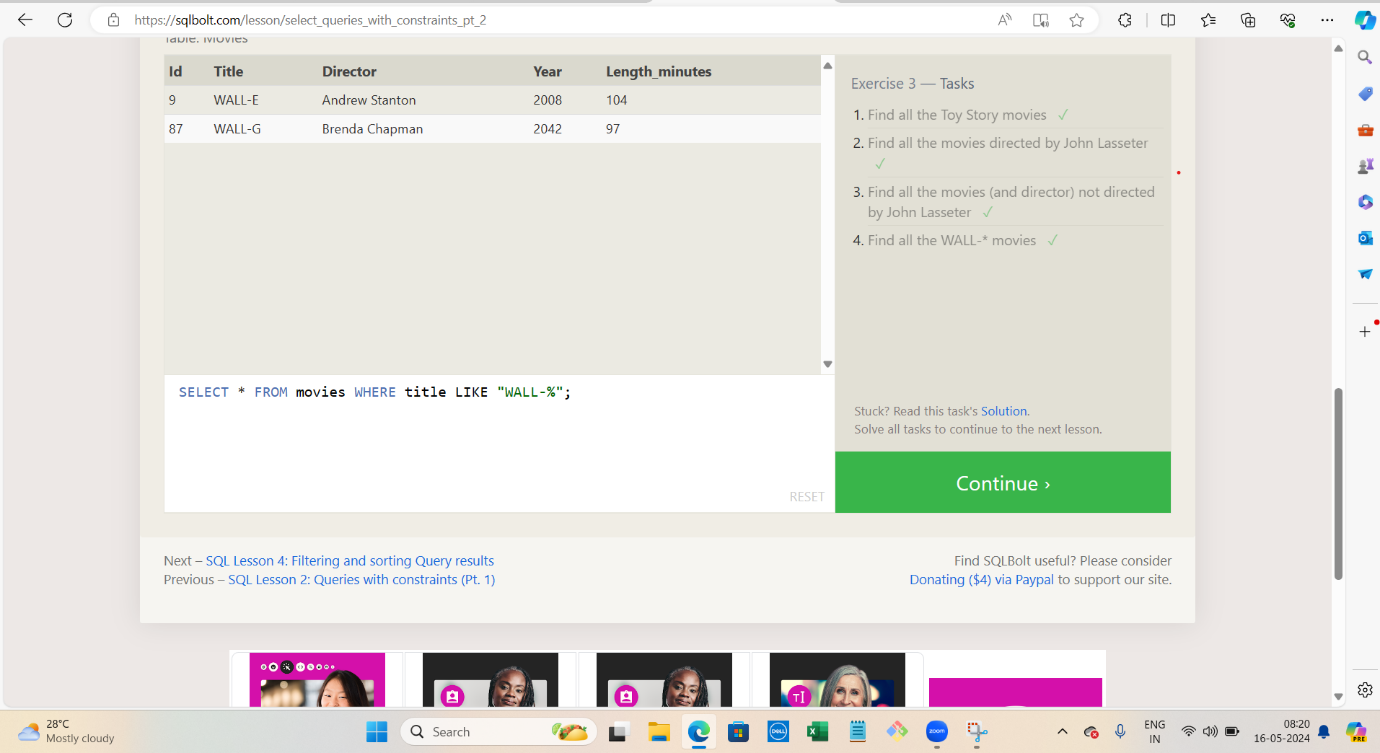 https://sqlbolt.com/lesson/select_queries_with_constraints_pt_2
Table: Movies
Id Title Director Year Length_minutes
9 WALL-E Andrew Stanton 2008 104
87 WALL-G Brenda Chapman 2042 97
Exercise 3 — Tasks
1. Find all the Toy Story movies ✓
2. Find all the movies directed by John Lasseter
✓
3. Find all the movies (and director) not directed
by John Lasseter ✓
4. Find all the WALL-* movies ✓
SELECT * FROM movies WHERE title LIKE "WALL-%";
RESET
Stuck? Read this task's Solution.
Solve all tasks to continue to the next lesson.
Continue ›
Next – SQL Lesson 4: Filtering and sorting Query results
Previous – SQL Lesson 2: Queries with constraints (Pt. 1)
Find SQLBolt useful? Please consider
Donating ($4) via Paypal to support our site.
28°C
Mostly cloudy
Search
DELL
zoom
ENG
IN
08:20
16-05-2024
PRE